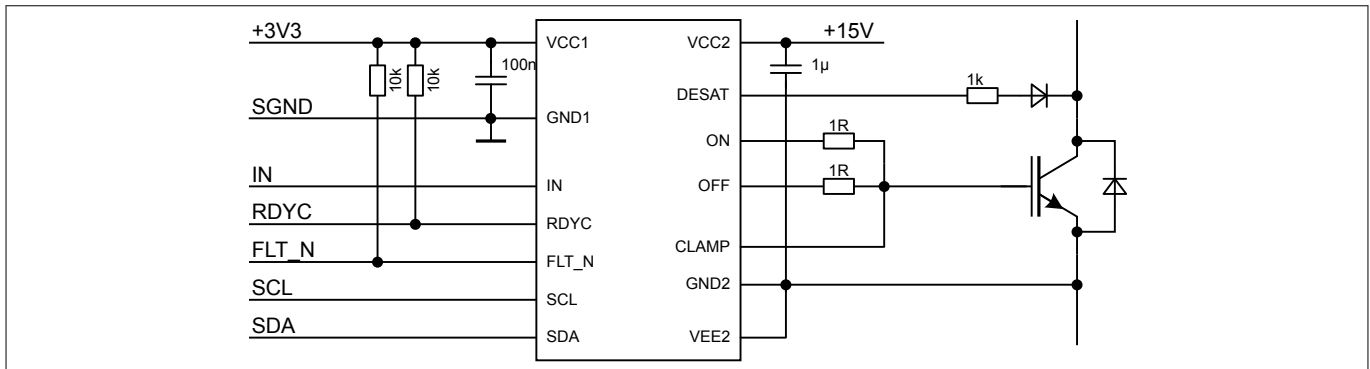 +3V3
VCC1
VCC2
+15V
10k
10k
100n
1µ
DESAT
1k
SGND
GND1
ON
1R
IN
IN
OFF
1R
RDYC
RDYC
CLAMP
FLT_N
FLT_N
GND2
SCL
SCL
SDA
SDA
VEE2